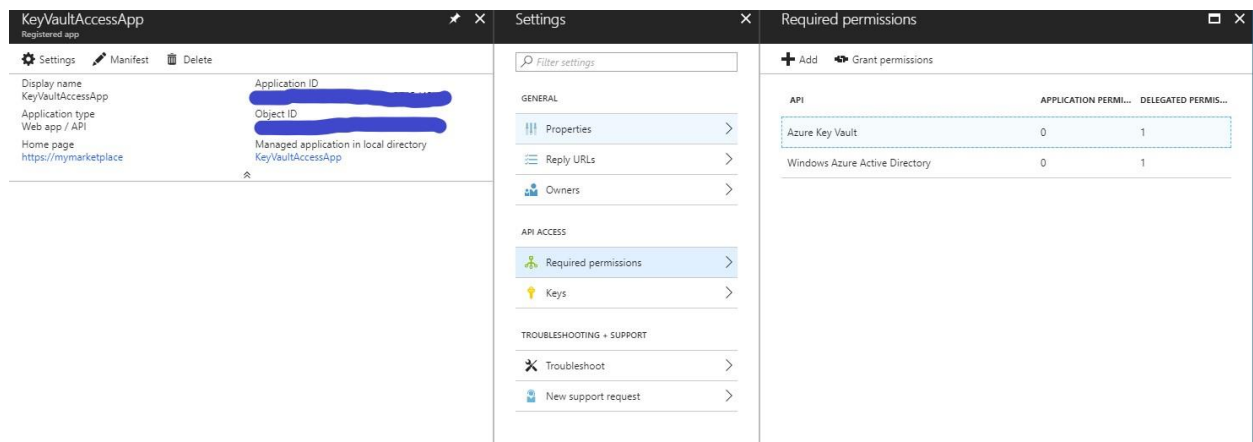 KeyVaultAccessApp
Registered app
Settings Manifest Delete
Display name
KeyVaultAccessApp
Application ID
Application type
Web app / API
Object ID
Home page
https://mymarketplace
Managed application in local directory
KeyVaultAccessApp
Settings
Filter settings
GENERAL
Properties
Reply URLs
Owners
API ACCESS
Required permissions
Keys
TROUBLESHOOTING + SUPPORT
Troubleshoot
New support request
Required permissions
Add Grant permissions
API APPLICATION PERMI... DELEGATED PERMIS...
Azure Key Vault 0 1
Windows Azure Active Directory 0 1